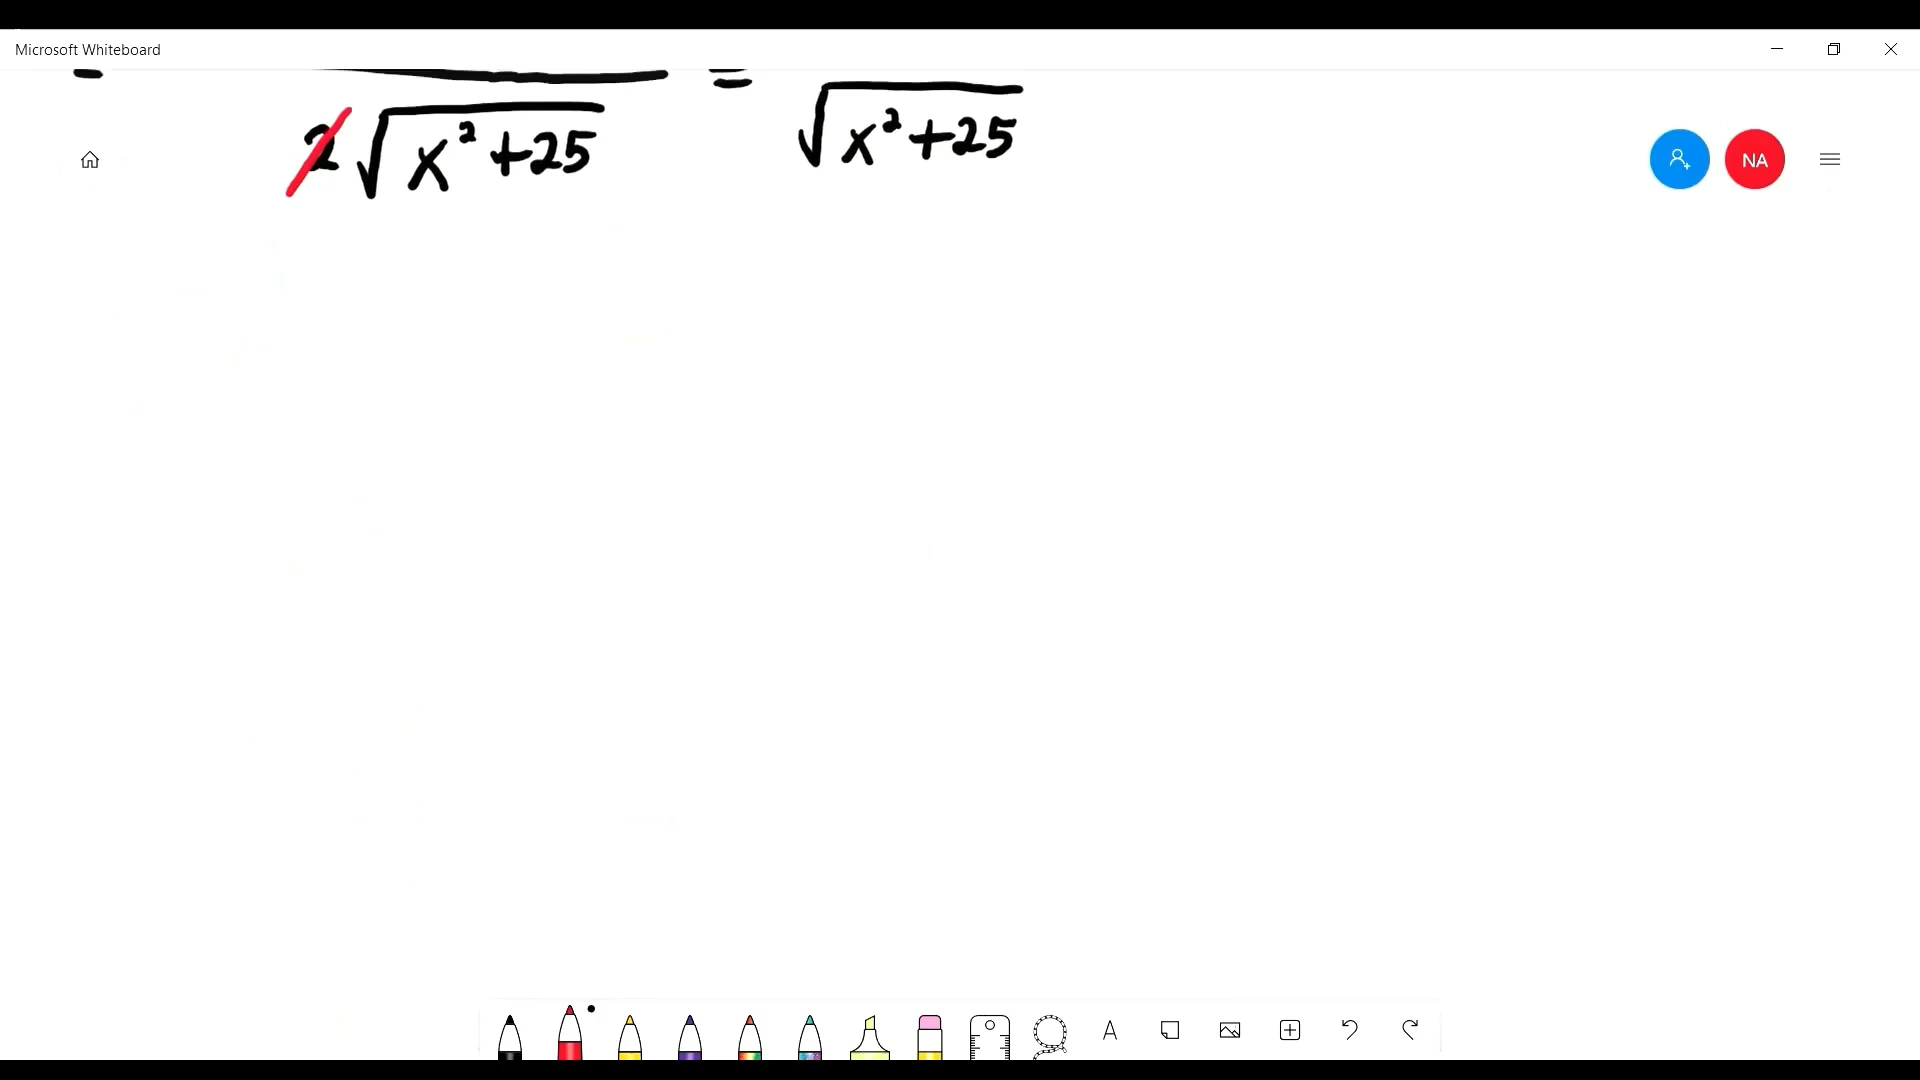 Microsoft Whiteboard
= =
2√(x²+25) √(x²+25)
NA
A